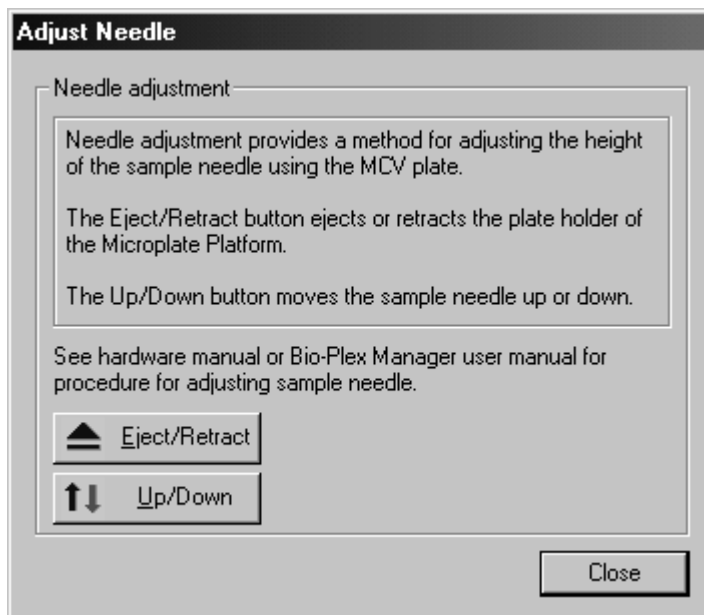 Adjust Needle
Needle adjustment
Needle adjustment provides a method for adjusting the height
of the sample needle using the MCV plate.
The Eject/Retract button ejects or retracts the plate holder of
the Microplate Platform.
The Up/Down button moves the sample needle up or down.
See hardware manual or Bio-Plex Manager user manual for
procedure for adjusting sample needle.
Eject/Retract
Up/Down
Close